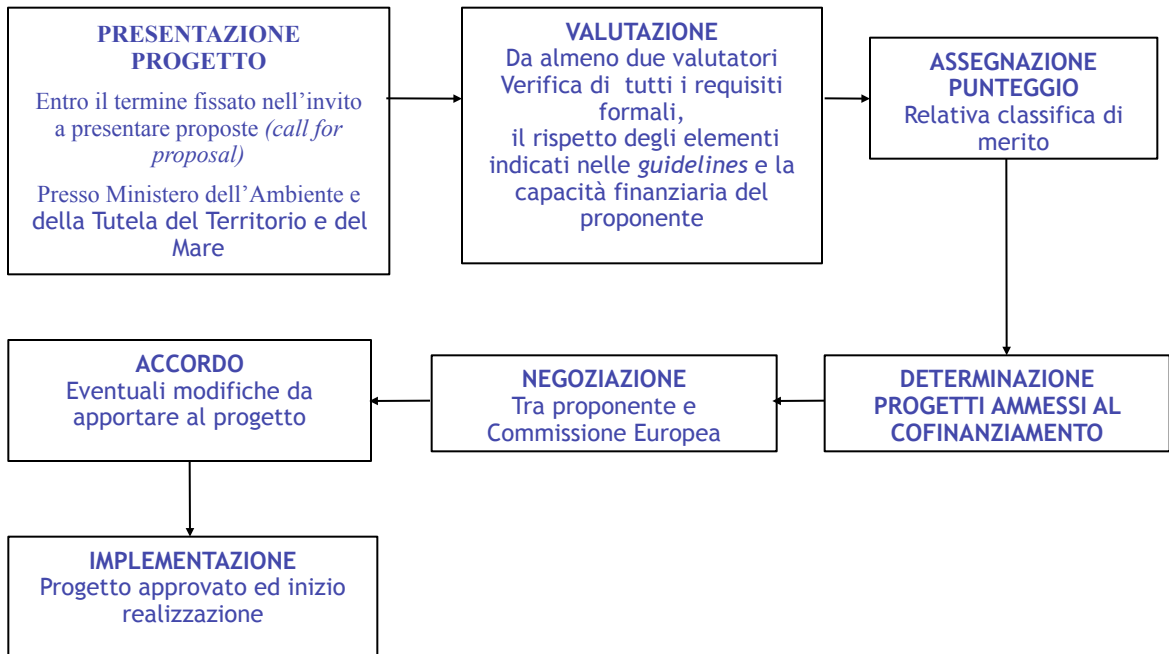 PRESENTAZIONE
PROGETTO
Entro il termine fissato nell’invito
a presentare proposte (call for
proposal)
Presso Ministero dell’Ambiente e
della Tutela del Territorio e del
Mare
VALUTAZIONE
Da almeno due valutatori
Verifica di tutti i requisiti
formali,
il rispetto degli elementi
indicati nelle guidelines e la
capacità finanziaria del
proponente
ASSEGNAZIONE
PUNTEGGIO
Relativa classifica di
merito
DETERMINAZIONE
PROGETTI AMMESSI AL
COFINANZIAMENTO
NEGOZIAZIONE
Tra proponente e
Commissione Europea
ACCORDO
Eventuali modifiche da
apportare al progetto
IMPLEMENTAZIONE
Progetto approvato ed inizio
realizzazione